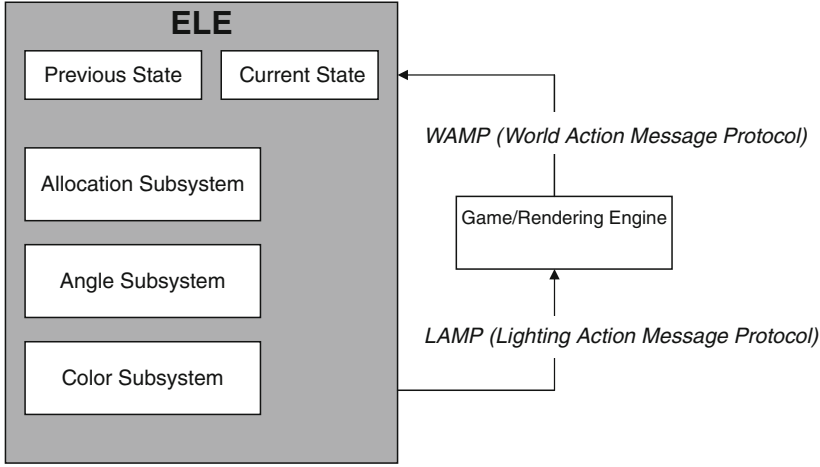 ELE
Previous State
Current State
WAMP (World Action Message Protocol)
Allocation Subsystem
Game/Rendering Engine
Angle Subsystem
LAMP (Lighting Action Message Protocol)
Color Subsystem